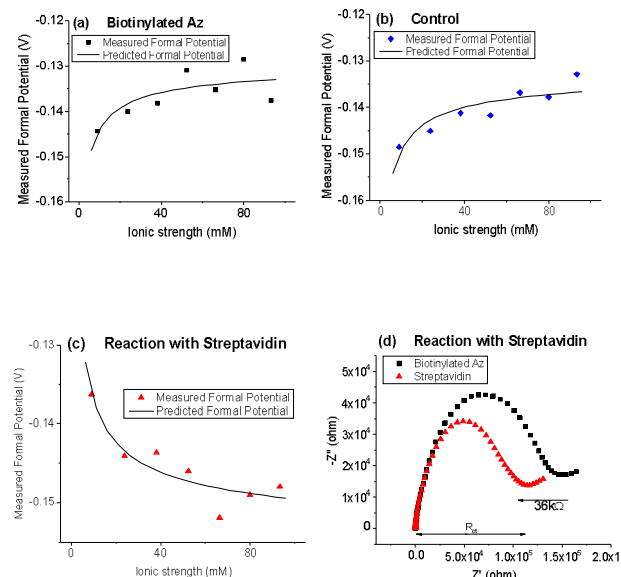 (a) Biotinylated Az
Measured Formal Potential
Predicted Formal Potential
Measured Formal Potential (V)
-0.12
-0.13
-0.14
-0.15
-0.16
0 40 80
Ionic strength (mM)
(b) Control
Measured Formal Potential
Predicted Formal Potential
Measured Formal Potential (V)
-0.12
-0.14
-0.15
-0.16
0 40 80
Ionic strength (mM)
(c) Reaction with Streptavidin
Measured Formal Potential
Predicted Formal Potential
Measured Formal Potential (V)
-0.13
-0.14
-0.15
0 40 80
Ionic strength (mM)
(d) Reaction with Streptavidin
Biotinylated Az
Streptavidin
-Z" (ohm)
5x10⁴
4x10⁴
3x10⁴
2x10⁴
1x10⁴
0
36kΩ
R
0.0 5.0x10⁴ 1.0x10⁵ 1.5x10⁵ 2.0x1
Z' (ohm)